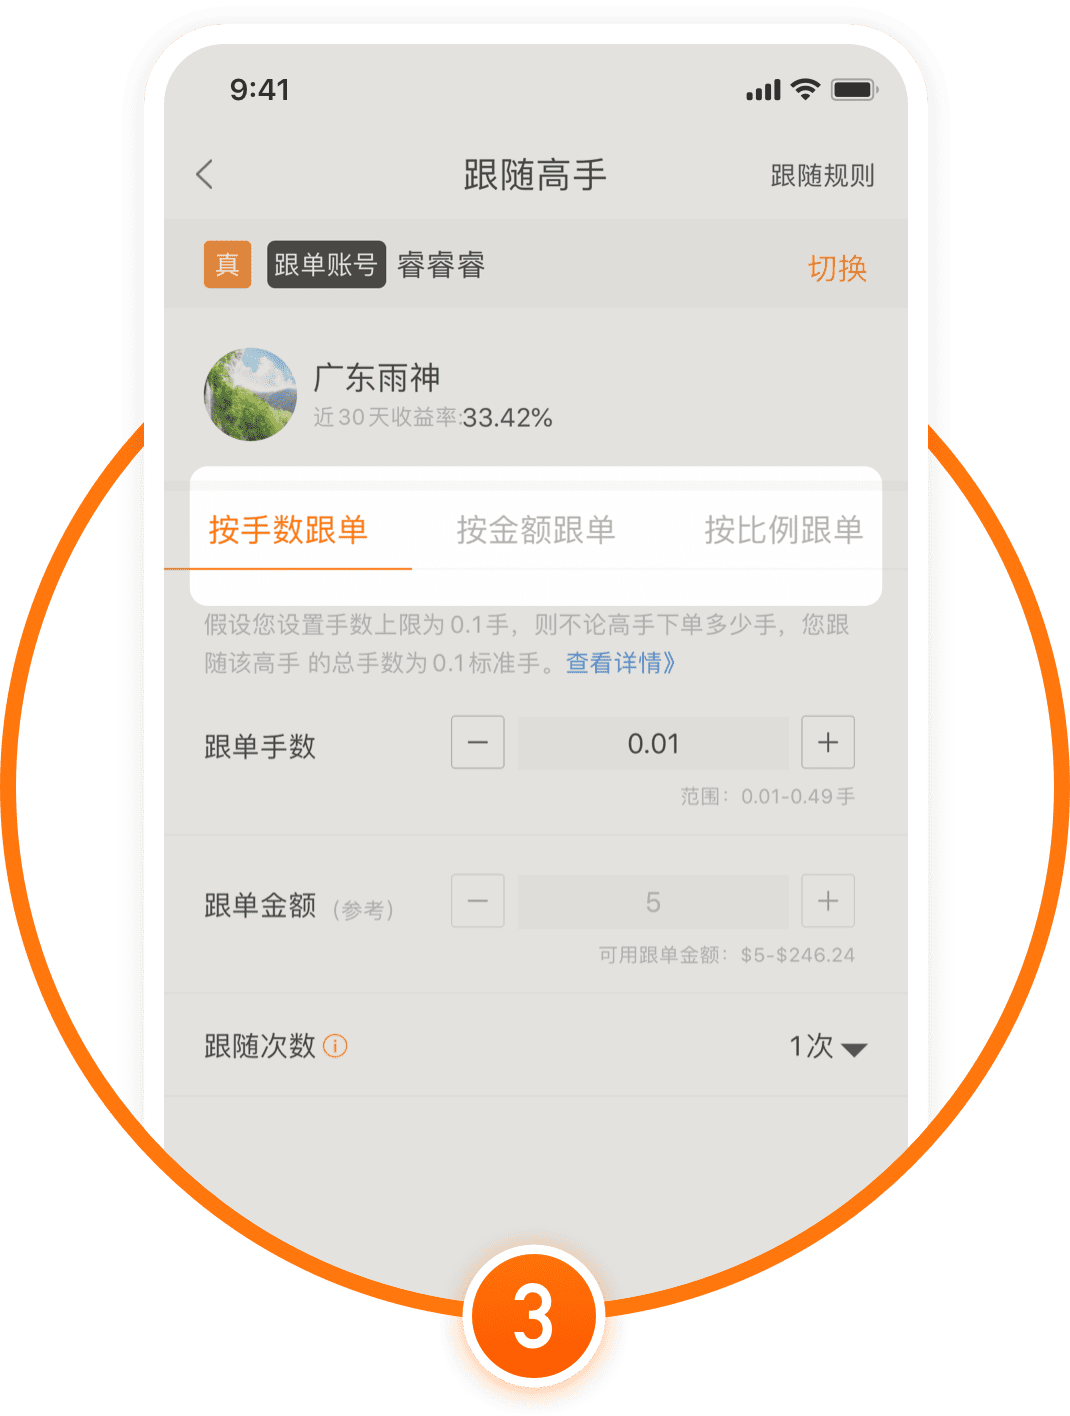 9:41
跟随高手
跟随规则
真 跟单账号 睿睿睿
切换
广东雨神
近30天收益率:33.42%
按手数跟单 按金额跟单 按比例跟单
假设您设置手数上限为0.1手，则不论高手下单多少手，您跟
随该高手 的总手数为0.1标准手。查看详情》
跟单手数 − 0.01 +
范围：0.01-0.49手
跟单金额 (参考) − 5 +
可用跟单金额：$5-$246.24
跟随次数 i 1次
3